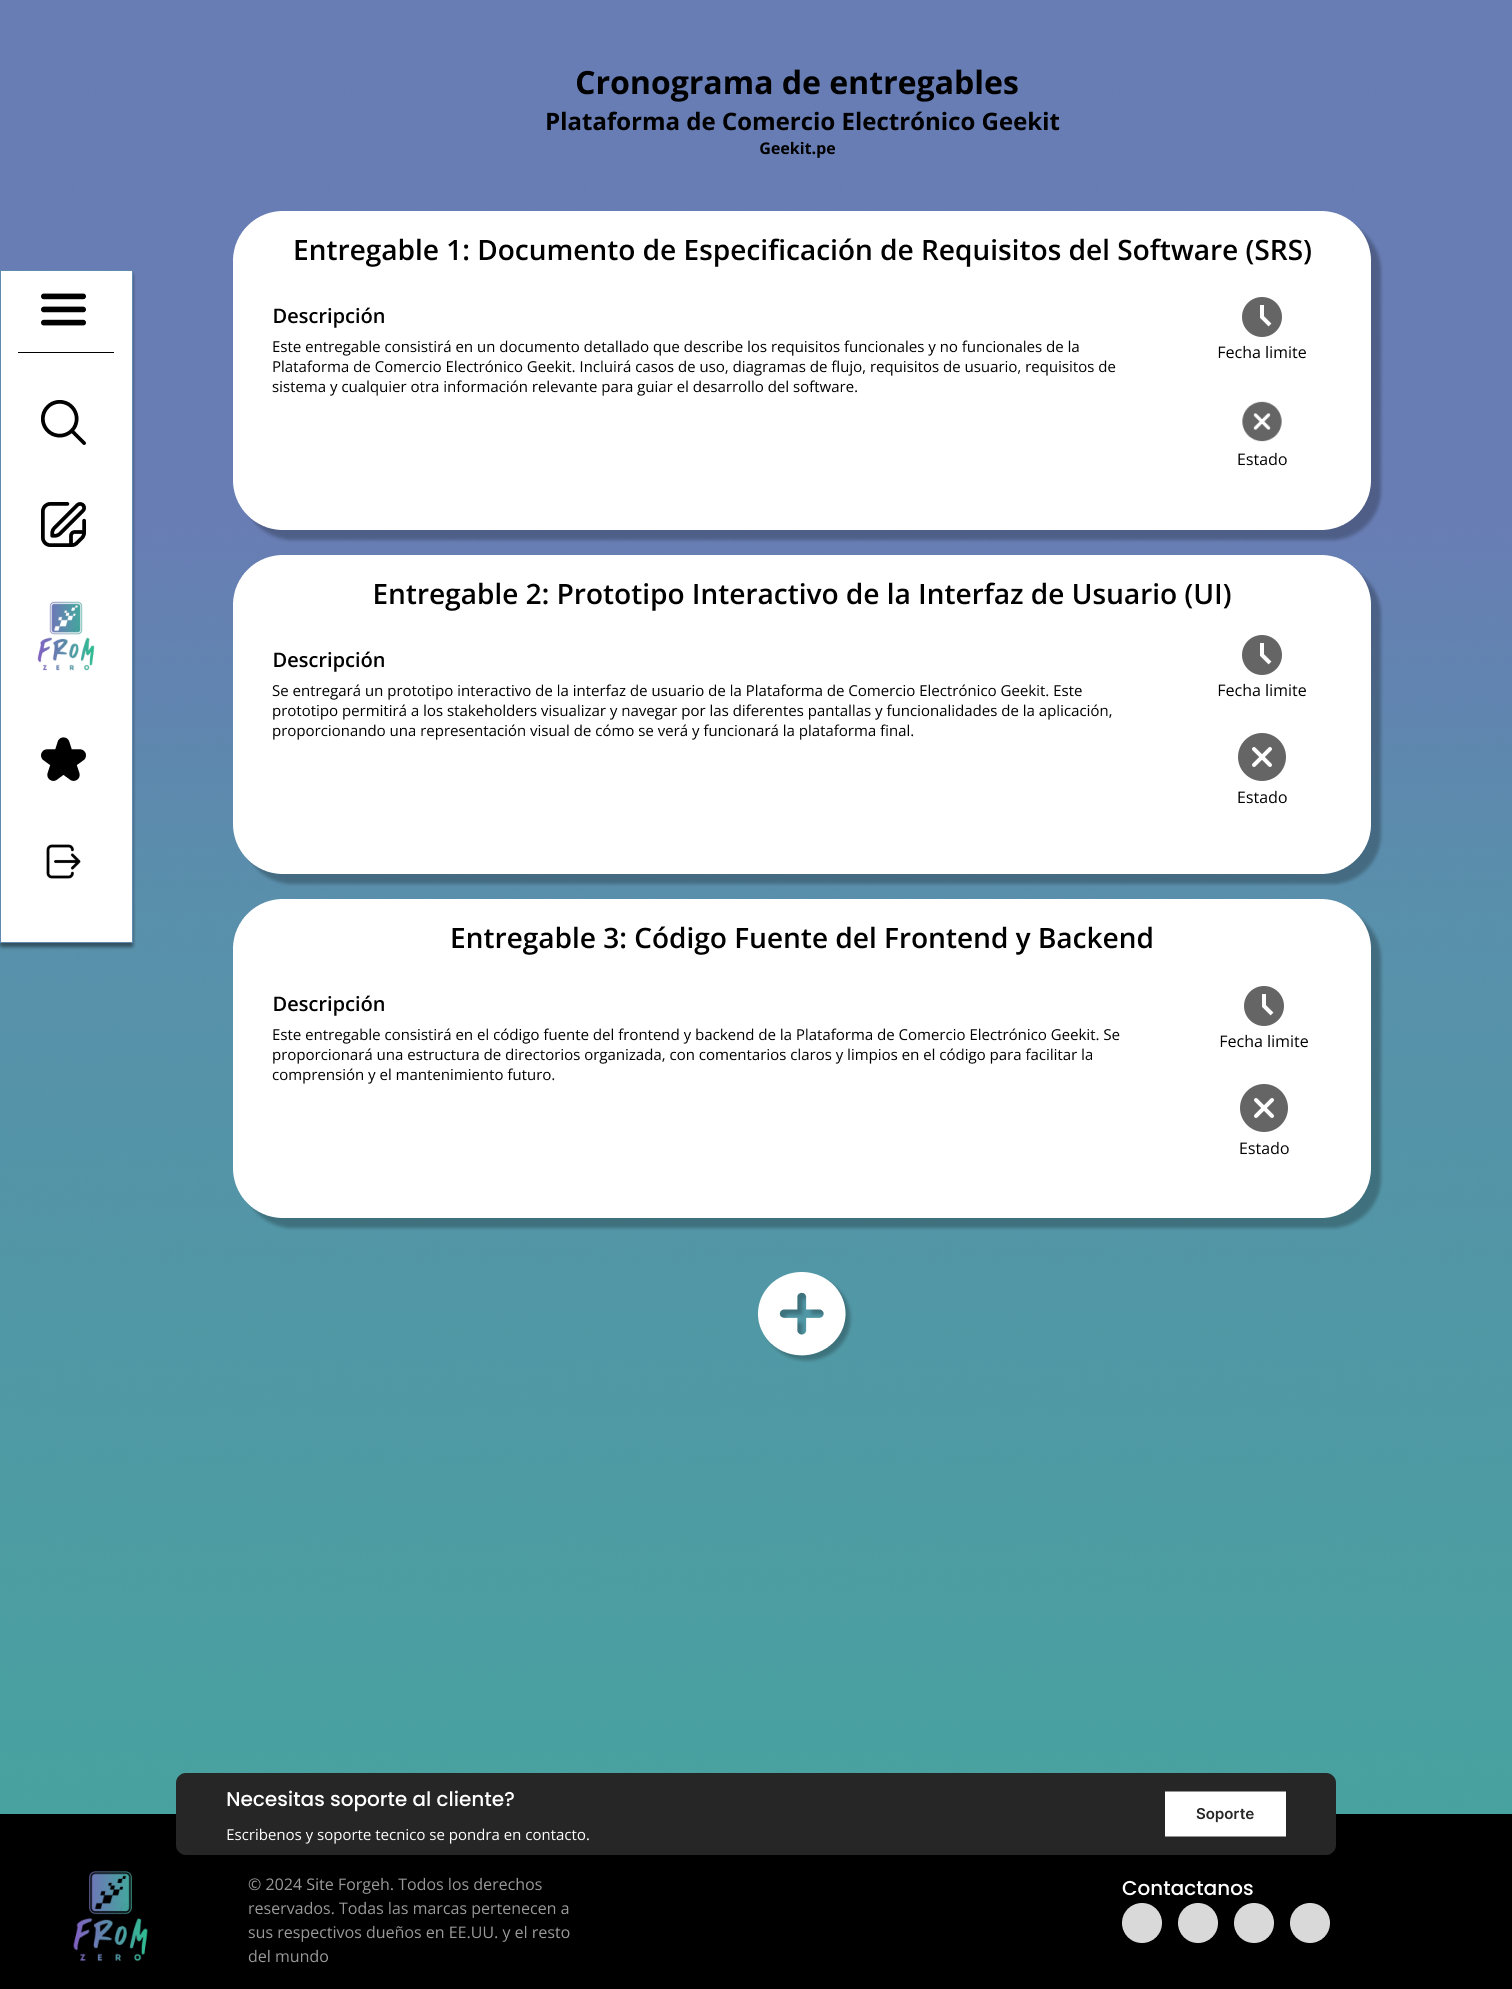 Cronograma de entregables
Plataforma de Comercio Electrónico Geekit
Geekit.pe
Entregable 1: Documento de Especificación de Requisitos del Software (SRS)
Descripción
Este entregable consistirá en un documento detallado que describe los requisitos funcionales y no funcionales de la
Plataforma de Comercio Electrónico Geekit. Incluirá casos de uso, diagramas de flujo, requisitos de usuario, requisitos de
sistema y cualquier otra información relevante para guiar el desarrollo del software.
Fecha limite
Estado
FROM
ZERO
Entregable 2: Prototipo Interactivo de la Interfaz de Usuario (UI)
Descripción
Se entregará un prototipo interactivo de la interfaz de usuario de la Plataforma de Comercio Electrónico Geekit. Este
prototipo permitirá a los stakeholders visualizar y navegar por las diferentes pantallas y funcionalidades de la aplicación,
proporcionando una representación visual de cómo se verá y funcionará la plataforma final.
Fecha limite
Estado
Entregable 3: Código Fuente del Frontend y Backend
Descripción
Este entregable consistirá en el código fuente del frontend y backend de la Plataforma de Comercio Electrónico Geekit. Se
proporcionará una estructura de directorios organizada, con comentarios claros y limpios en el código para facilitar la
comprensión y el mantenimiento futuro.
Fecha limite
Estado
Necesitas soporte al cliente?
Escribenos y soporte tecnico se pondra en contacto.
Soporte
FROM
ZERO
© 2024 Site Forgeh. Todos los derechos
reservados. Todas las marcas pertenecen a
sus respectivos dueños en EE.UU. y el resto
del mundo
Contactanos